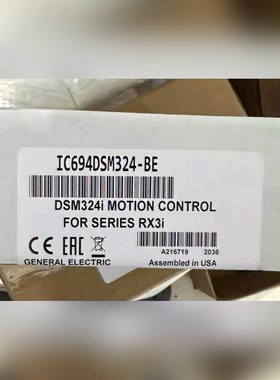 IC694DSM324-BE
DSM324i MOTION CONTROL
FOR SERIES RX3i
CE EAC
A216719 2036
GENERAL ELECTRIC
Assembled in USA